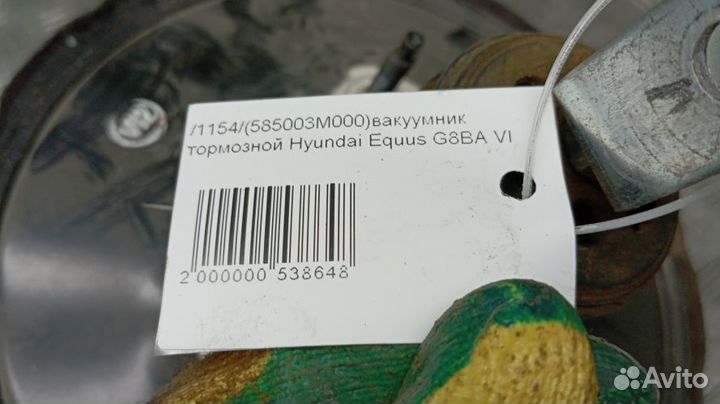 /1154/(585003M000)вакуумник
тормозной Hyundai Equus G8BA VI
2 000000 538648
Avito